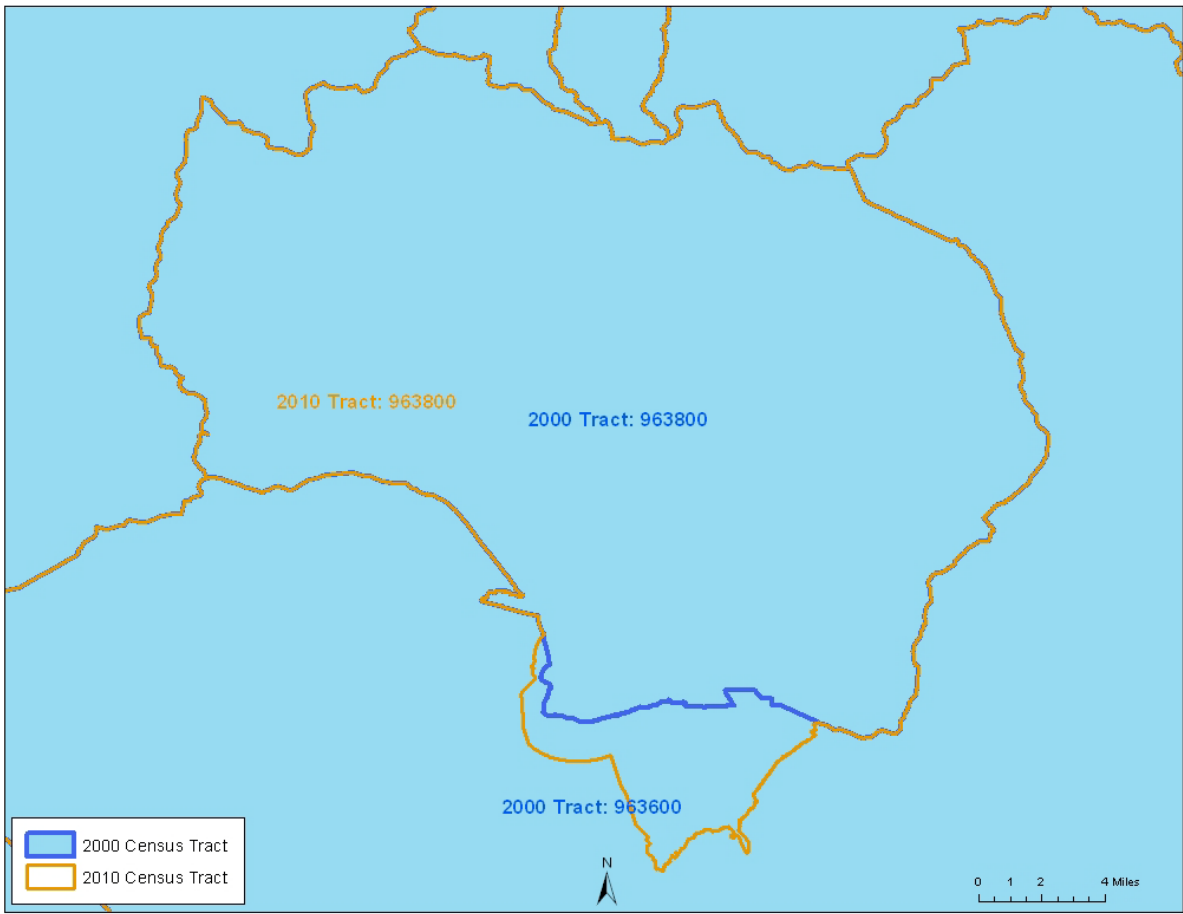 2010 Tract: 963800
2000 Tract: 963800
2000 Tract: 963600
2000 Census Tract
2010 Census Tract
N
0 1 2 4 Miles